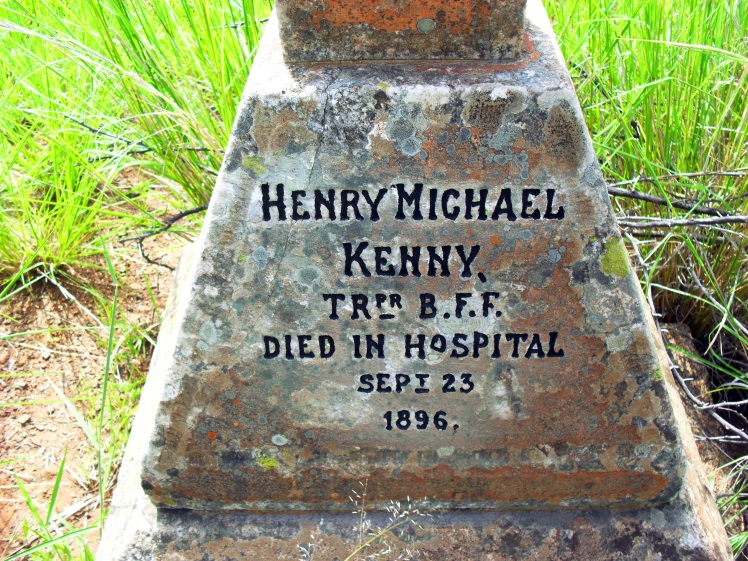 HENRY MICHAEL
KENNY,
TRPR B.F.F.
DIED IN HOSPITAL
SEPT 23
1896.